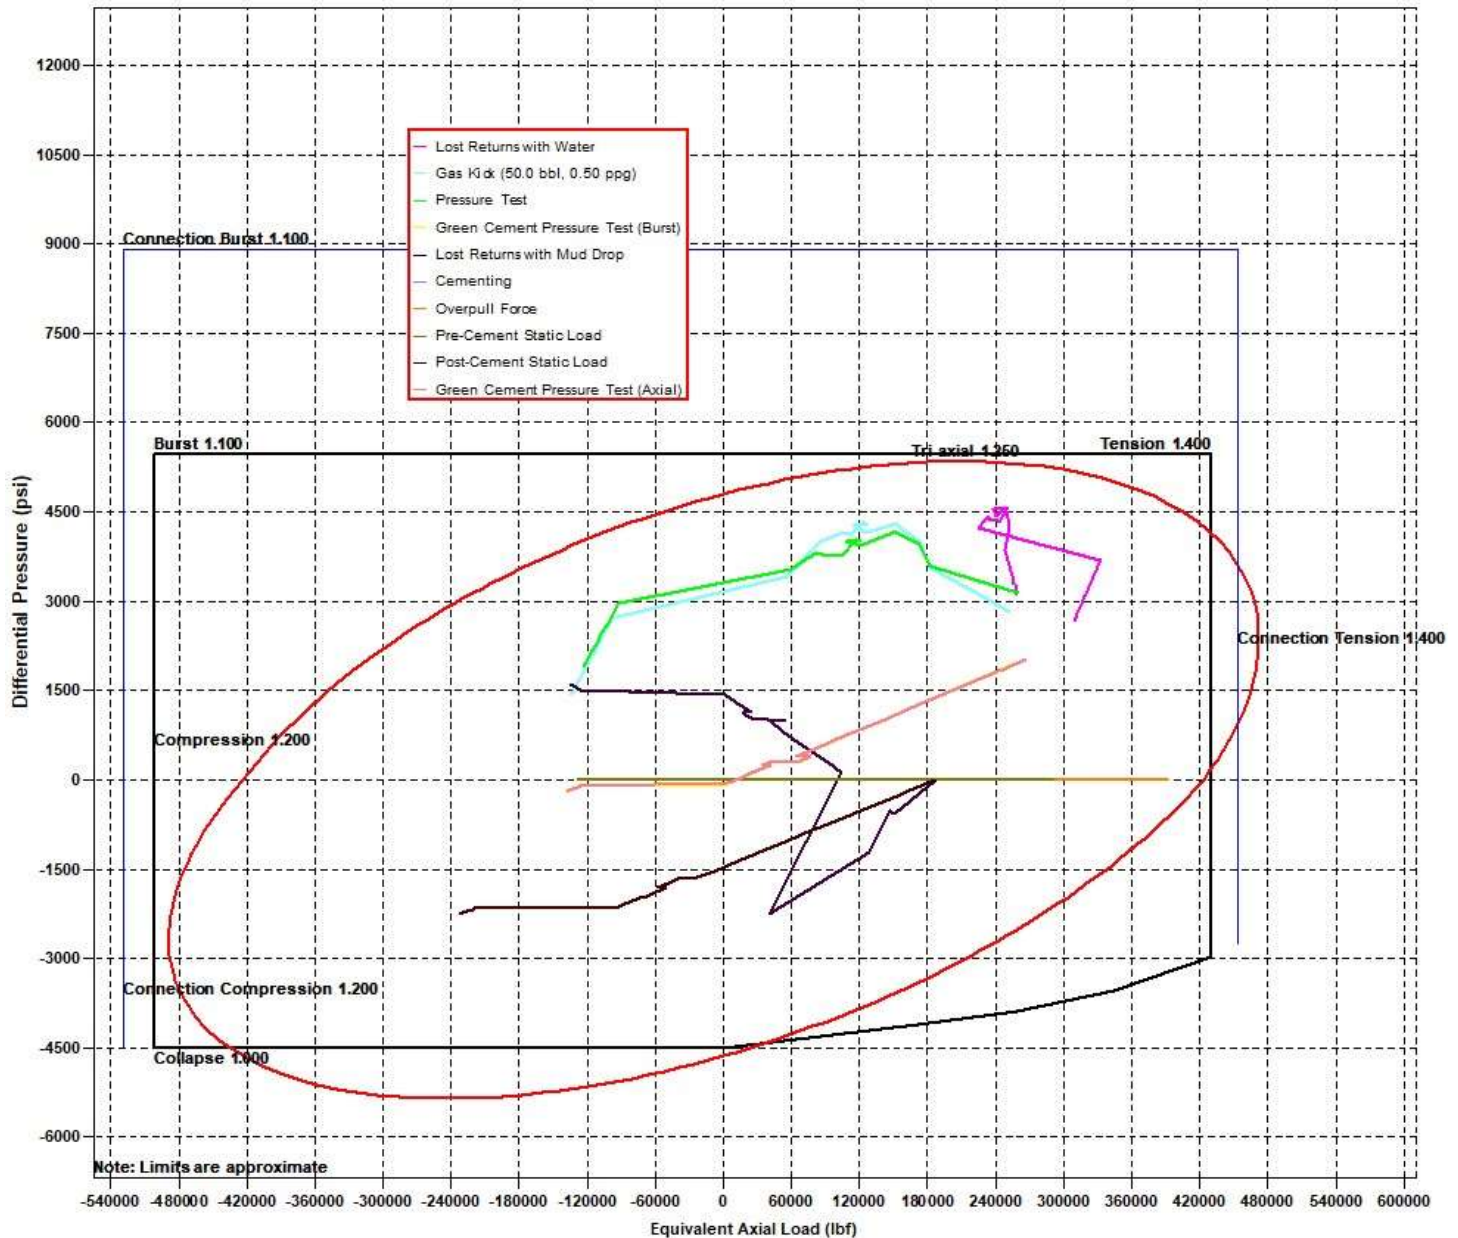 12000
10500
9000
7500
6000
4500
3000
1500
0
-1500
-3000
-4500
-6000
Differential Pressure (psi)
Lost Returns with Water
Gas Kick (50.0 bbl, 0.50 ppg)
Pressure Test
Green Cement Pressure Test (Burst)
Lost Returns with Mud Drop
Cementing
Overpull Force
Pre-Cement Static Load
Post-Cement Static Load
Green Cement Pressure Test (Axial)
Connection Burst 1.100
Burst 1.100
Tri-axial 1.250
Tension 1.400
Connection Tension 1.400
Compression 1.200
Connection Compression 1.200
Collapse 1.000
Note: Limits are approximate
-540000 -480000 -420000 -360000 -300000 -240000 -180000 -120000 -60000 0 60000 120000 180000 240000 300000 360000 420000 480000 540000 600000
Equivalent Axial Load (lbf)